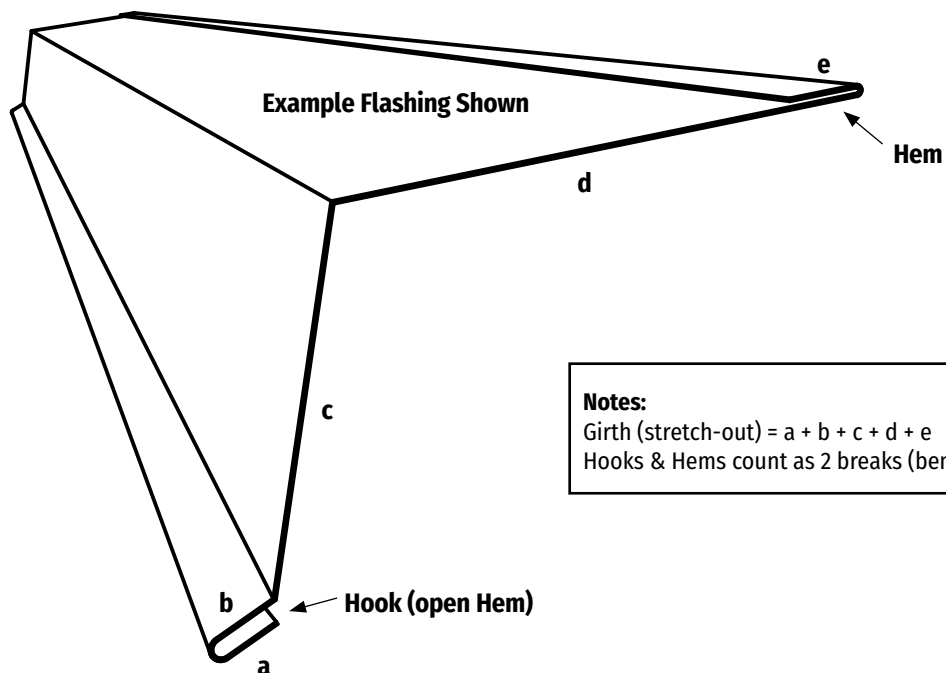 e
Example Flashing Shown
Hem
d
c
Notes:
Girth (stretch-out) = a + b + c + d + e
Hooks & Hems count as 2 breaks
b
Hook (open Hem)
a